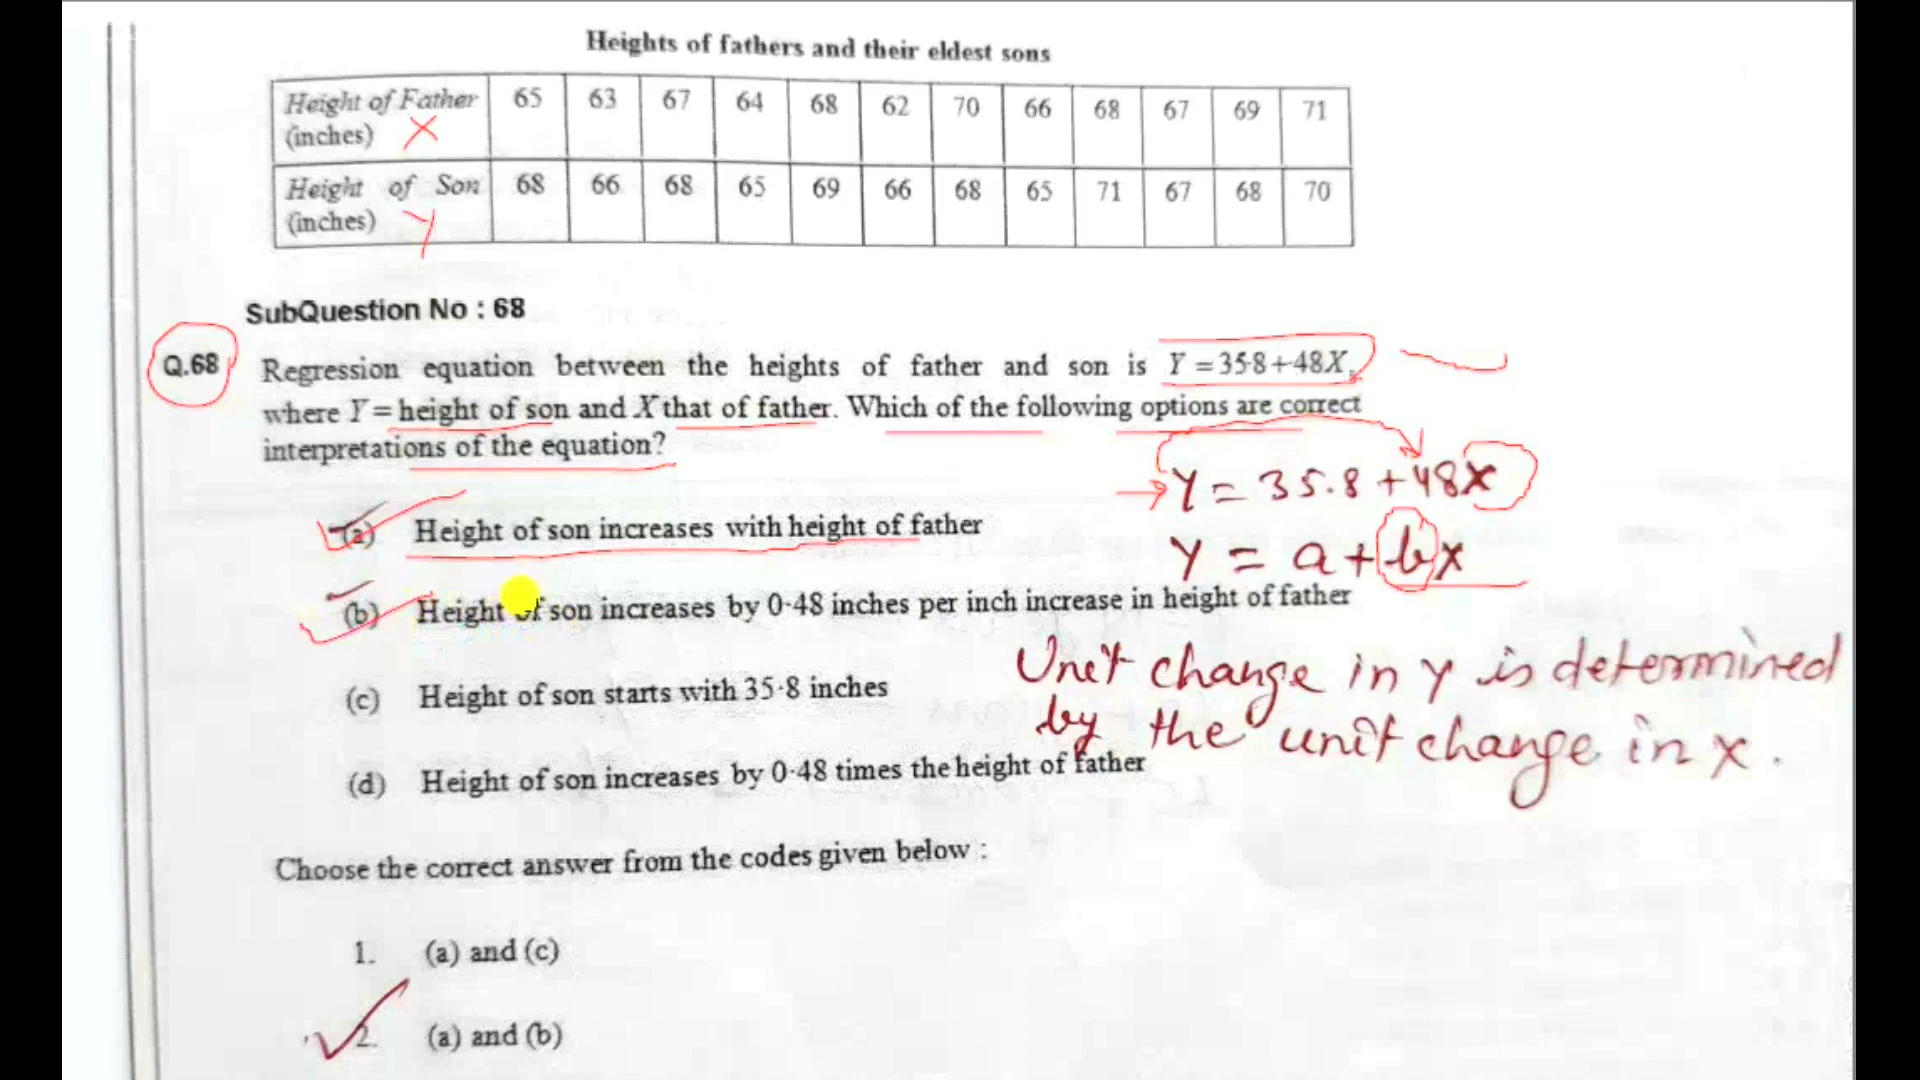 Heights of fathers and their eldest sons
Height of Father (inches) X 65 63 67 64 68 62 70 66 68 67 69 71
Height of Son (inches) Y 68 66 68 65 69 66 68 65 71 67 68 70
SubQuestion No : 68
Q.68 Regression equation between the heights of father and son is Y = 35·8+48X,
where Y = height of son and X that of father. Which of the following options are correct
interpretations of the equation?
Y = 35.8 + 48X
(a) Height of son increases with height of father
Y = a + bx
(b) Height of son increases by 0·48 inches per inch increase in height of father
Unit change in y is determined
(c) Height of son starts with 35·8 inches
by the unit change in x .
(d) Height of son increases by 0·48 times the height of father
Choose the correct answer from the codes given below :
1. (a) and (c)
2. (a) and (b)